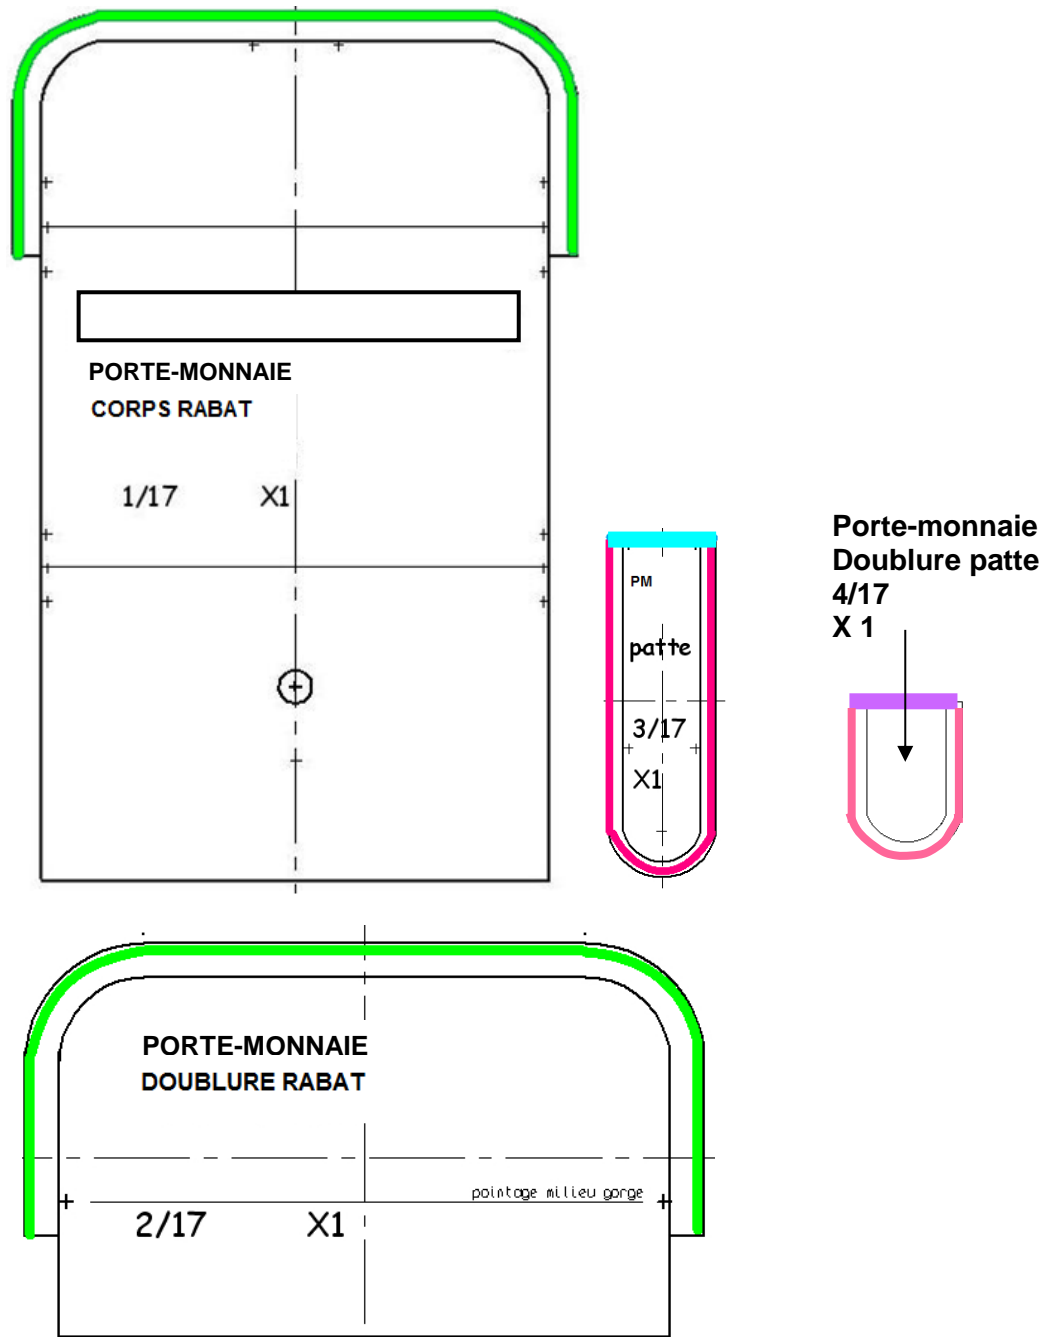 PORTE-MONNAIE
CORPS RABAT
1/17 X1
PM
patte
3/17
X1
Porte-monnaie
Doublure patte
4/17
X 1
PORTE-MONNAIE
DOUBLURE RABAT
pointage milieu gorge
2/17 X1